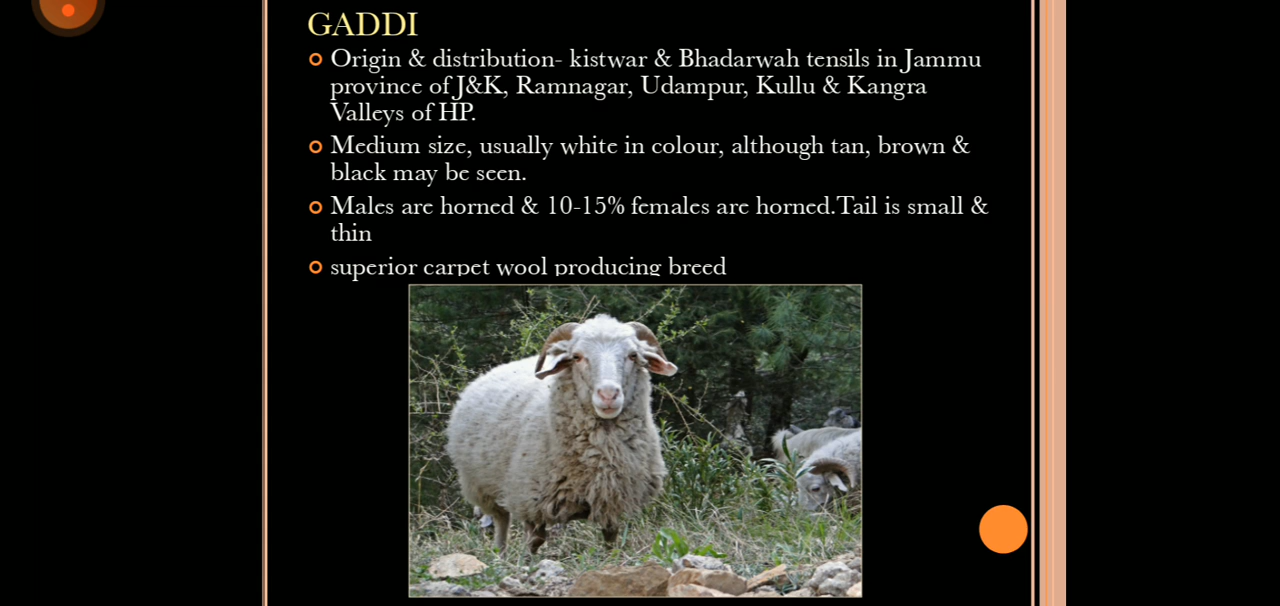 GADDI
Origin & distribution- kistwar & Bhadarwah tensils in Jammu
province of J&K, Ramnagar, Udampur, Kullu & Kangra
Valleys of HP.
Medium size, usually white in colour, although tan, brown &
black may be seen.
Males are horned & 10-15% females are horned.Tail is small &
thin
superior carpet wool producing breed